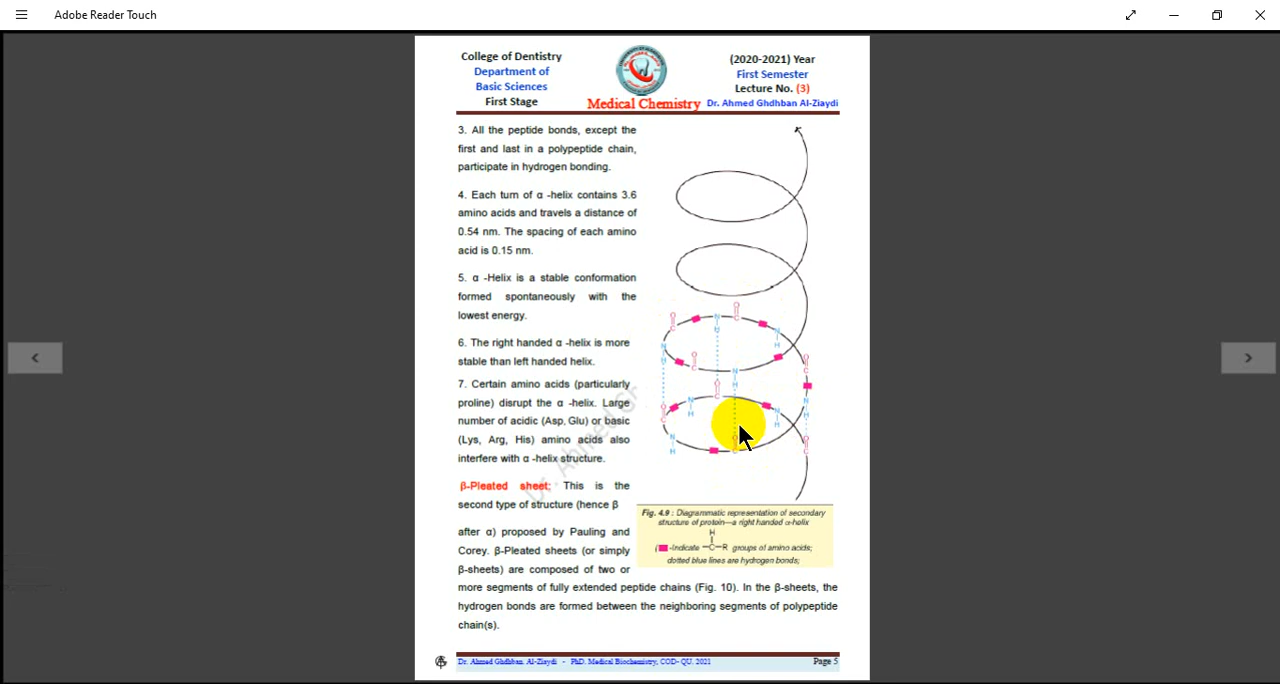 Adobe Reader Touch
College of Dentistry
Department of
Basic Sciences
First Stage
Medical Chemistry
(2020-2021) Year
First Semester
Lecture No. (3)
Dr. Ahmed Ghdhban Al-Ziaydi
3. All the peptide bonds, except the
first and last in a polypeptide chain,
participate in hydrogen bonding.
4. Each turn of α -helix contains 3.6
amino acids and travels a distance of
0.54 nm. The spacing of each amino
acid is 0.15 nm.
5. α -Helix is a stable conformation
formed spontaneously with the
lowest energy.
6. The right handed α -helix is more
stable than left handed helix.
7. Certain amino acids (particularly
proline) disrupt the α -helix. Large
number of acidic (Asp, Glu) or basic
(Lys, Arg, His) amino acids also
interfere with α -helix structure.
β-Pleated sheet: This is the
second type of structure (hence β
after α) proposed by Pauling and
Corey. β-Pleated sheets (or simply
β-sheets) are composed of two or
more segments of fully extended peptide chains (Fig. 10). In the β-sheets, the
hydrogen bonds are formed between the neighboring segments of polypeptide
chain(s).
Fig. 4.9 : Diagrammatic representation of secondary
structure of protein—a right handed α-helix
H
( -Indicate —C—R groups of amino acids;
dotted blue lines are hydrogen bonds;
Dr. Ahmed Ghdhban. Al-Ziaydi - PhD. Medical Biochemistry, COD- QU. 2021
Page 5